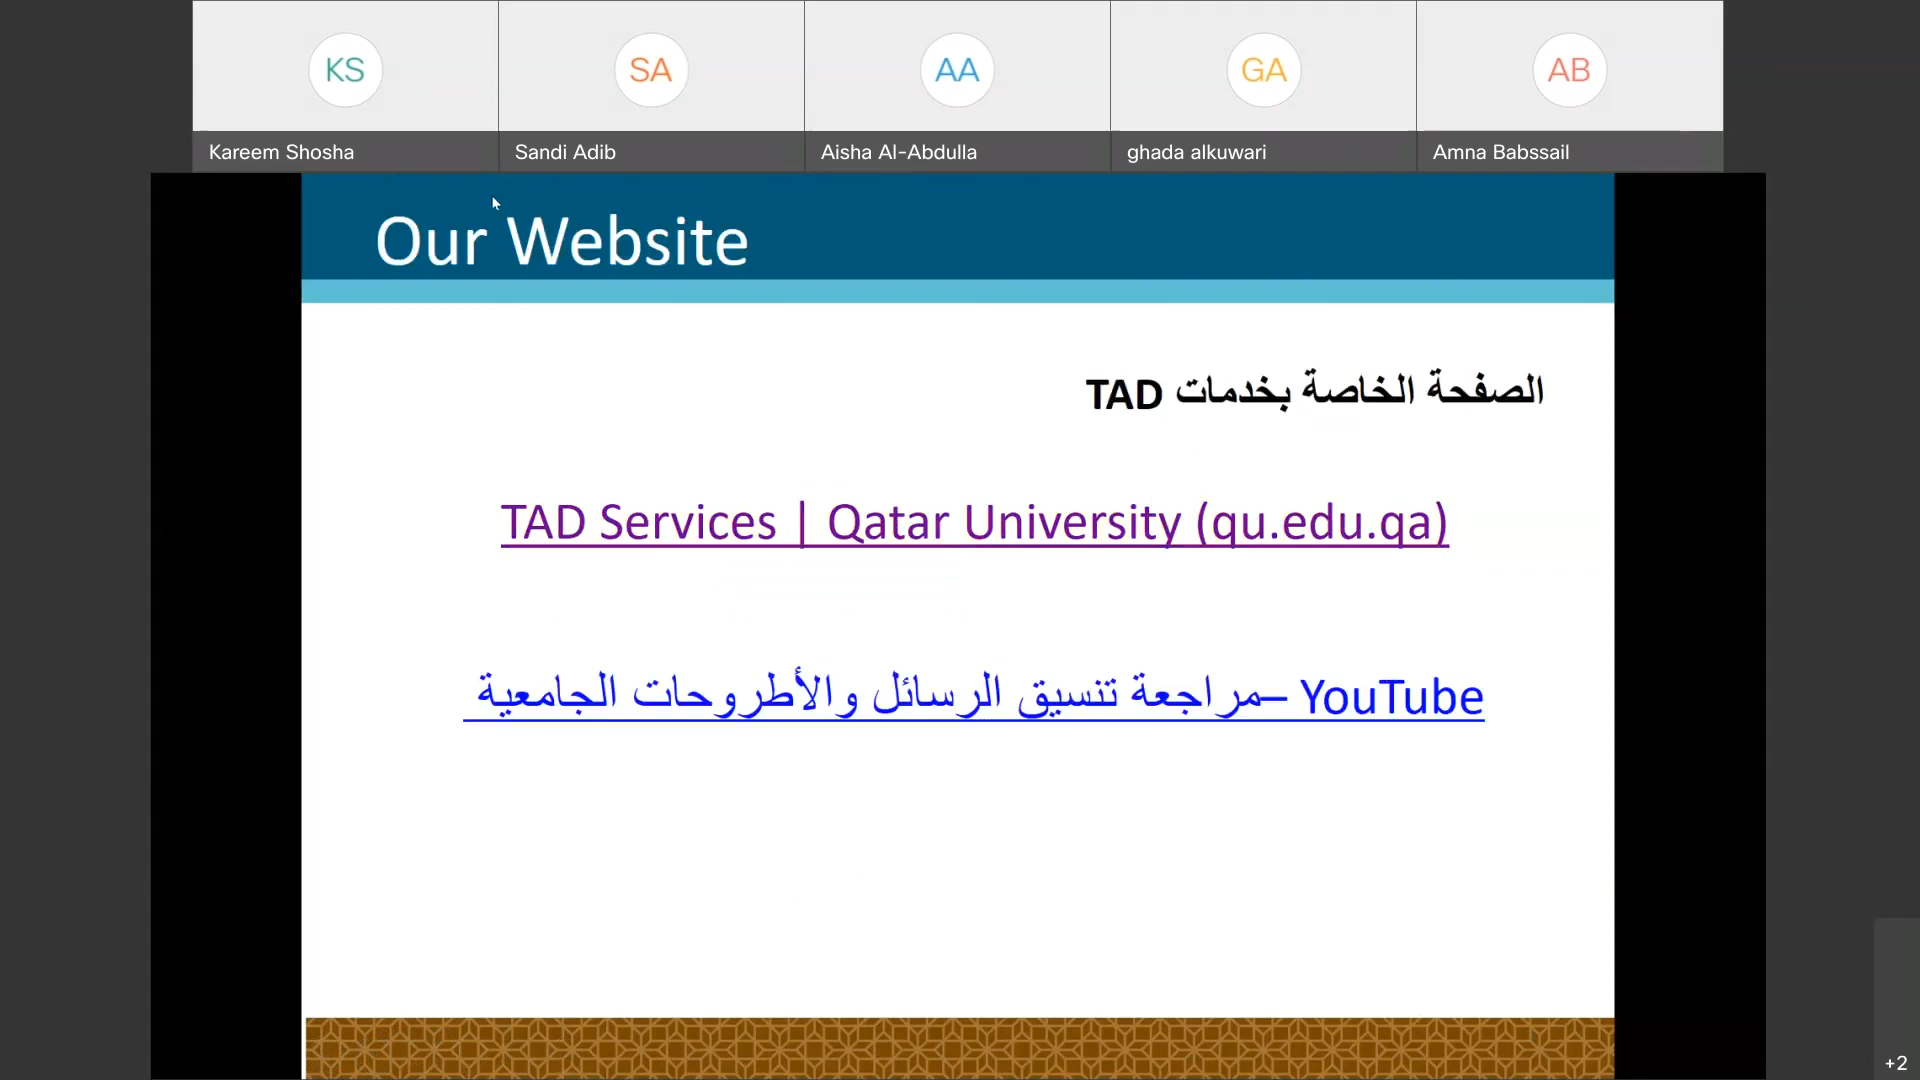 KS
SA
AA
GA
AB
Kareem Shosha
Sandi Adib
Aisha Al-Abdulla
ghada alkuwari
Amna Babssail
Our Website
الصفحة الخاصة بخدمات TAD
TAD Services | Qatar University (qu.edu.qa)
مراجعة تنسيق الرسائل والأطروحات الجامعية – YouTube
+2